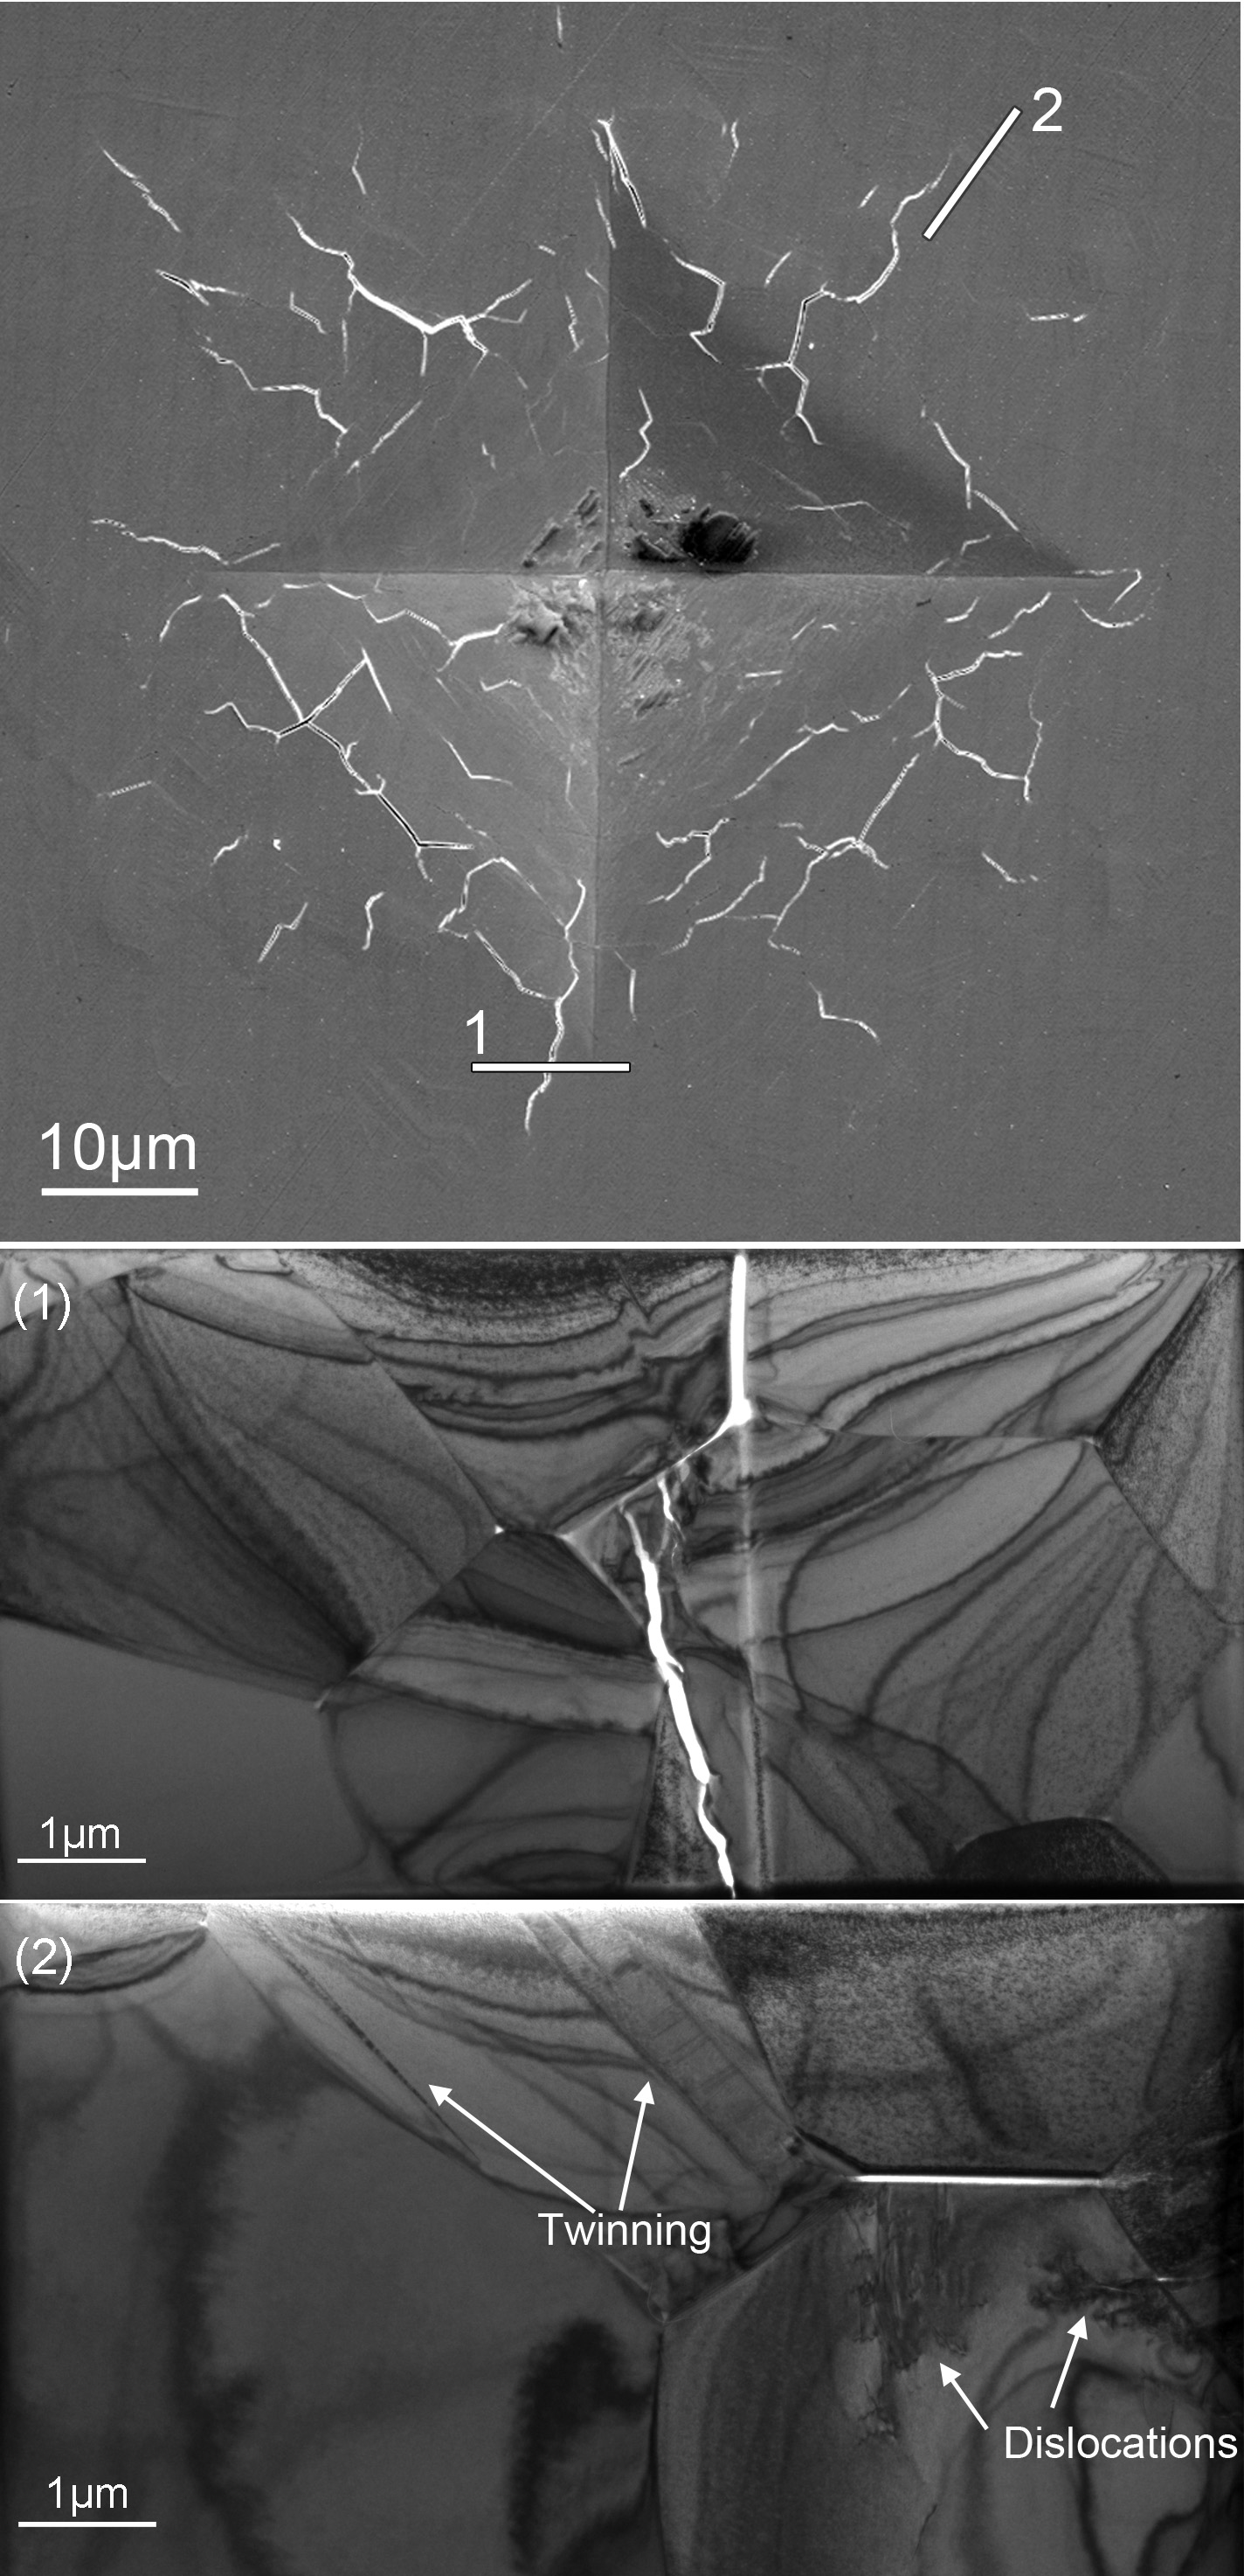 2
1
10µm
(1)
1µm
(2)
Twinning
Dislocations
1µm